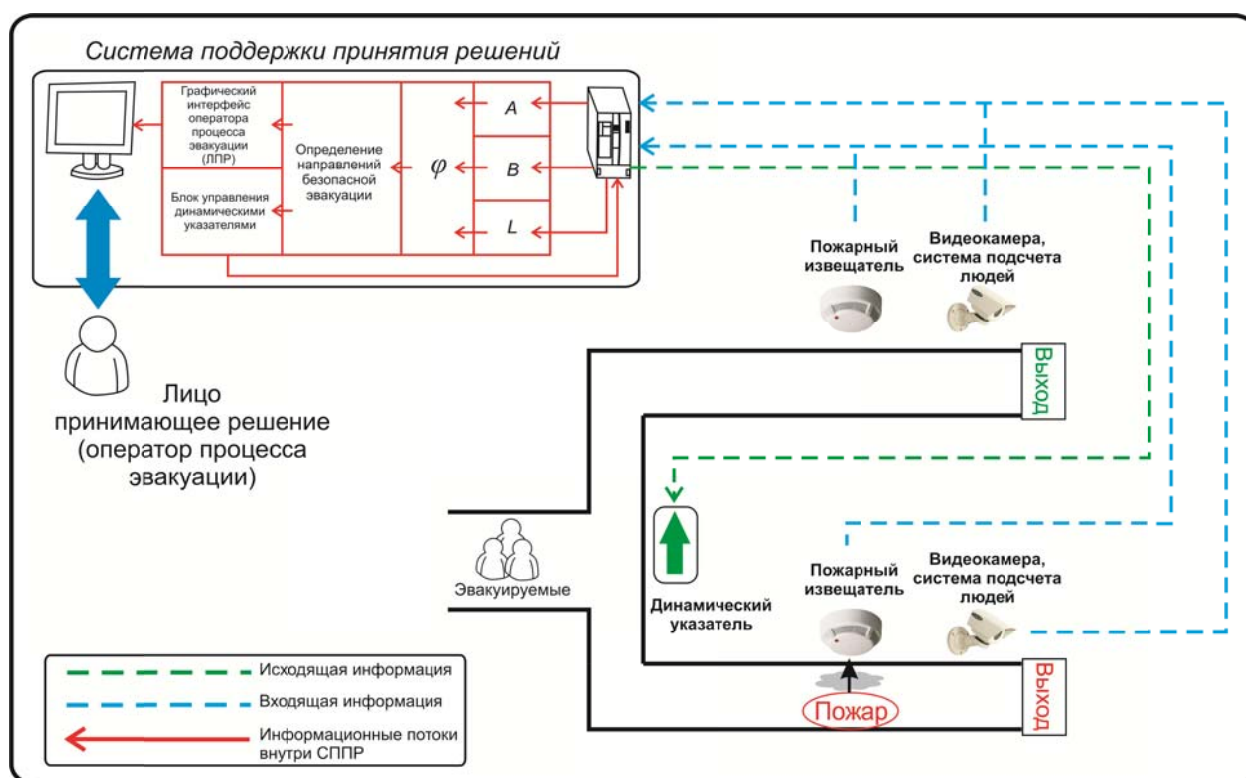 Система поддержки принятия решений
Графический
интерфейс
оператора
процесса
эвакуации
(ЛПР)
Блок управления
динамическими
указателями
Определение
направлений
безопасной
эвакуации
φ
A
B
L
Лицо
принимающее решение
(оператор процесса
эвакуации)
Пожарный
извещатель
Видеокамера,
система подсчета
людей
Выход
Эвакуируемые
Динамический
указатель
Пожарный
извещатель
Видеокамера,
система подсчета
людей
Пожар
Выход
Исходящая информация
Входящая информация
Информационные потоки
внутри СППР